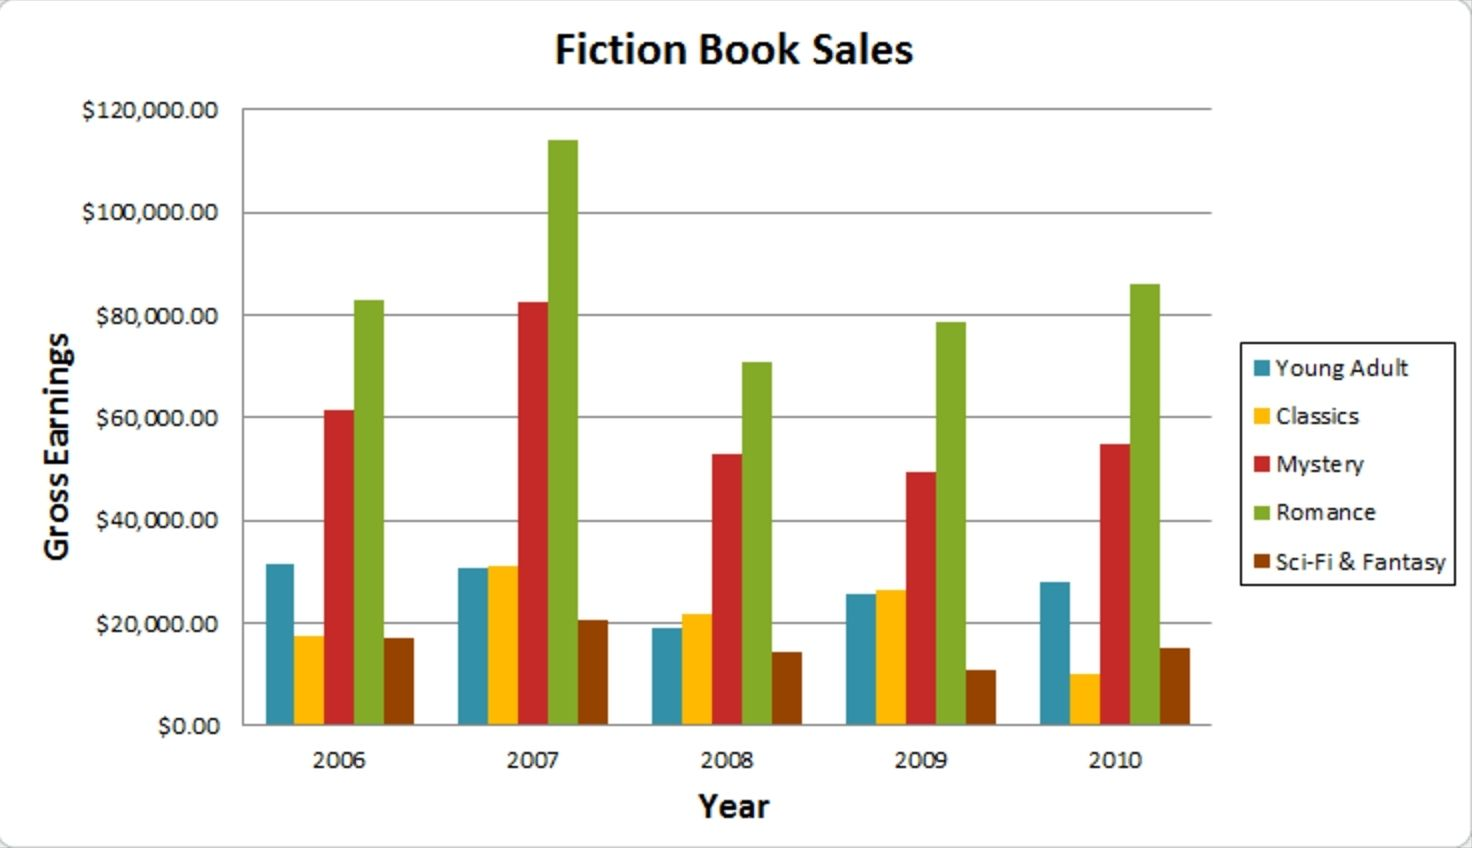 Fiction Book Sales
$120,000.00
$100,000.00
$80,000.00
$60,000.00
$40,000.00
$20,000.00
$0.00
Gross Earnings
2006 2007 2008 2009 2010
Year
Young Adult
Classics
Mystery
Romance
Sci-Fi & Fantasy